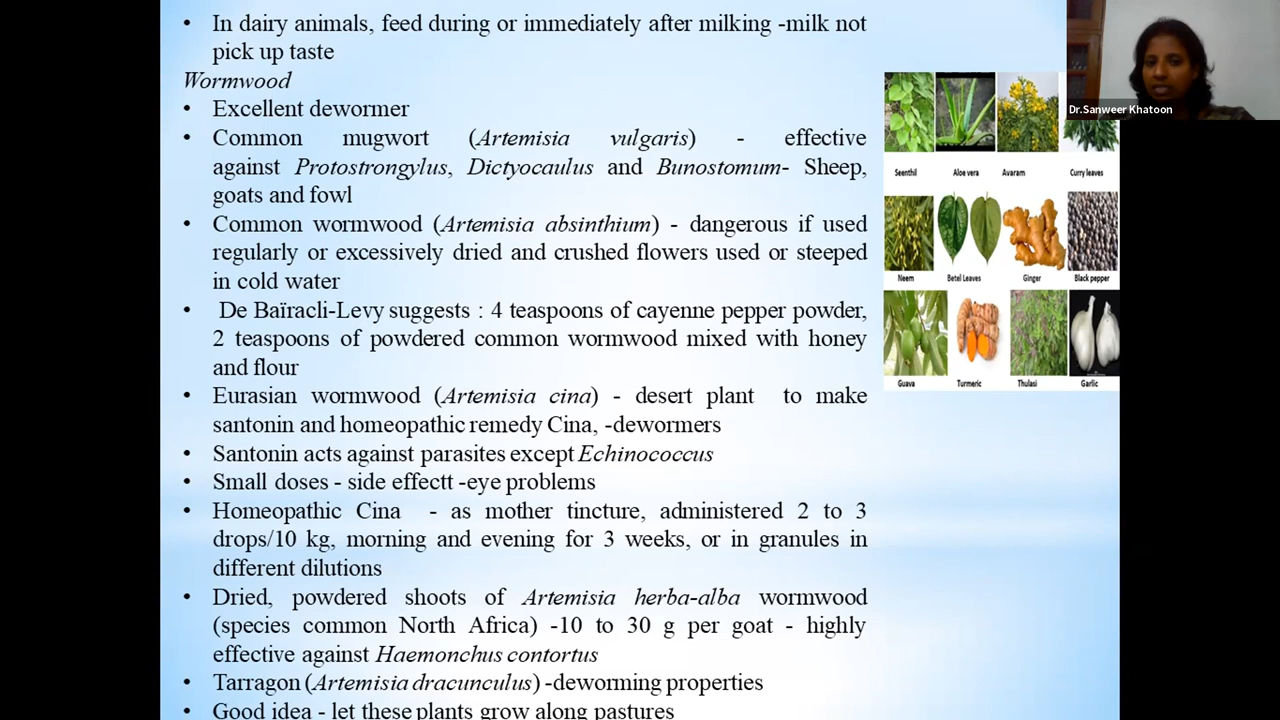 • In dairy animals, feed during or immediately after milking -milk not
pick up taste
Wormwood
• Excellent dewormer
• Common mugwort (Artemisia vulgaris) - effective
against Protostrongylus, Dictyocaulus and Bunostomum- Sheep,
goats and fowl
• Common wormwood (Artemisia absinthium) - dangerous if used
regularly or excessively dried and crushed flowers used or steeped
in cold water
• De Baïracli-Levy suggests : 4 teaspoons of cayenne pepper powder,
2 teaspoons of powdered common wormwood mixed with honey
and flour
• Eurasian wormwood (Artemisia cina) - desert plant to make
santonin and homeopathic remedy Cina, -dewormers
• Santonin acts against parasites except Echinococcus
• Small doses - side effectt -eye problems
• Homeopathic Cina - as mother tincture, administered 2 to 3
drops/10 kg, morning and evening for 3 weeks, or in granules in
different dilutions
• Dried, powdered shoots of Artemisia herba-alba wormwood
(species common North Africa) -10 to 30 g per goat - highly
effective against Haemonchus contortus
• Tarragon (Artemisia dracunculus) -deworming properties
• Good idea - let these plants grow along pastures
Dr.Sanweer Khatoon
Seenthil Aloe vera Avaram Curry leaves
Neem Betel Leaves Ginger Black pepper
Guava Turmeric Thulasi Garlic